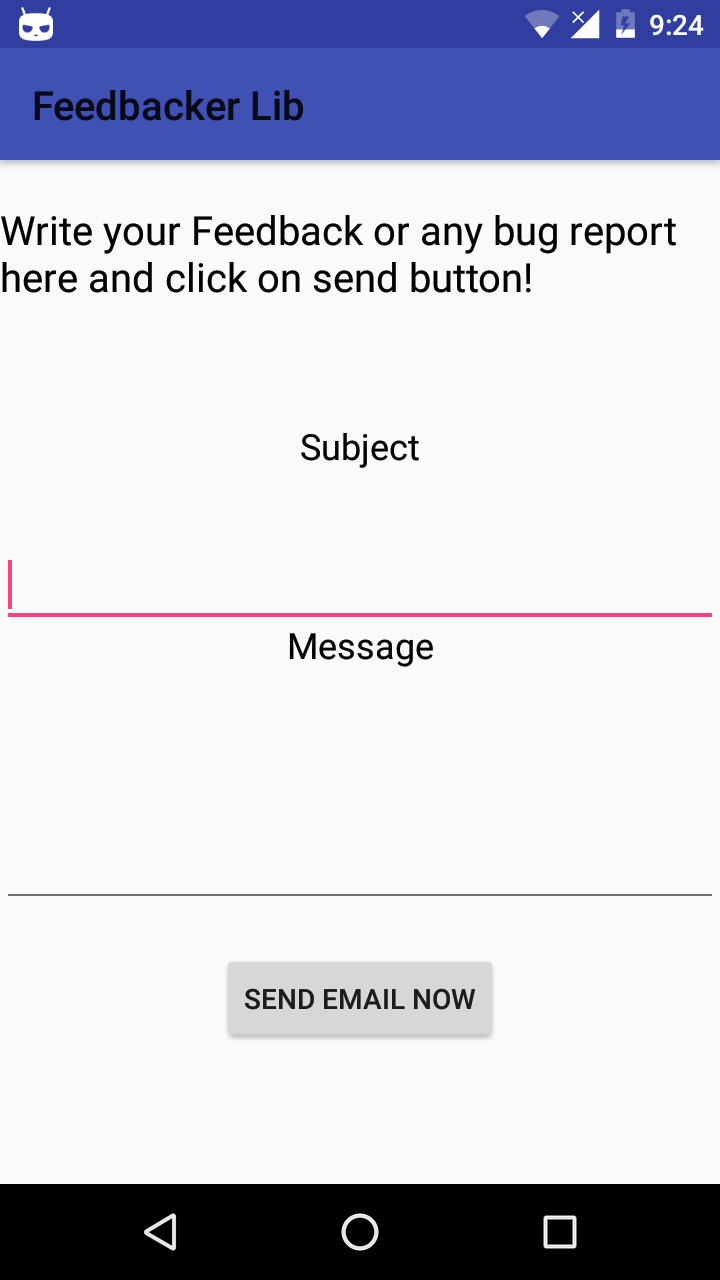 9:24
Feedbacker Lib
Write your Feedback or any bug report
here and click on send button!
Subject
Message
SEND EMAIL NOW